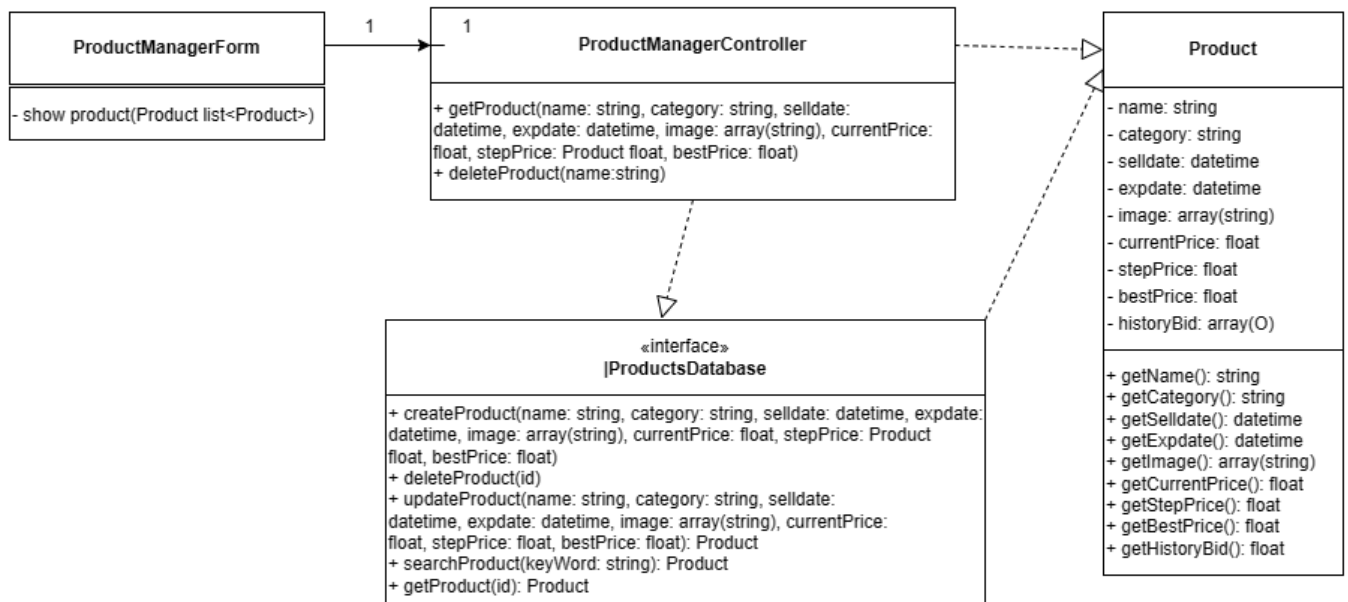 ProductManagerForm
- show product(Product list<Product>)
1
1
ProductManagerController
+ getProduct(name: string, category: string, selldate:
datetime, expdate: datetime, image: array(string), currentPrice:
float, stepPrice: Product float, bestPrice: float)
+ deleteProduct(name:string)
«interface»
|ProductsDatabase
+ createProduct(name: string, category: string, selldate: datetime, expdate:
datetime, image: array(string), currentPrice: float, stepPrice: Product
float, bestPrice: float)
+ deleteProduct(id)
+ updateProduct(name: string, category: string, selldate:
datetime, expdate: datetime, image: array(string), currentPrice:
float, stepPrice: float, bestPrice: float): Product
+ searchProduct(keyWord: string): Product
+ getProduct(id): Product
Product
- name: string
- category: string
- selldate: datetime
- expdate: datetime
- image: array(string)
- currentPrice: float
- stepPrice: float
- bestPrice: float
- historyBid: array(O)
+ getName(): string
+ getCategory(): string
+ getSelldate(): datetime
+ getExpdate(): datetime
+ getImage(): array(string)
+ getCurrentPrice(): float
+ getStepPrice(): float
+ getBestPrice(): float
+ getHistoryBid(): float